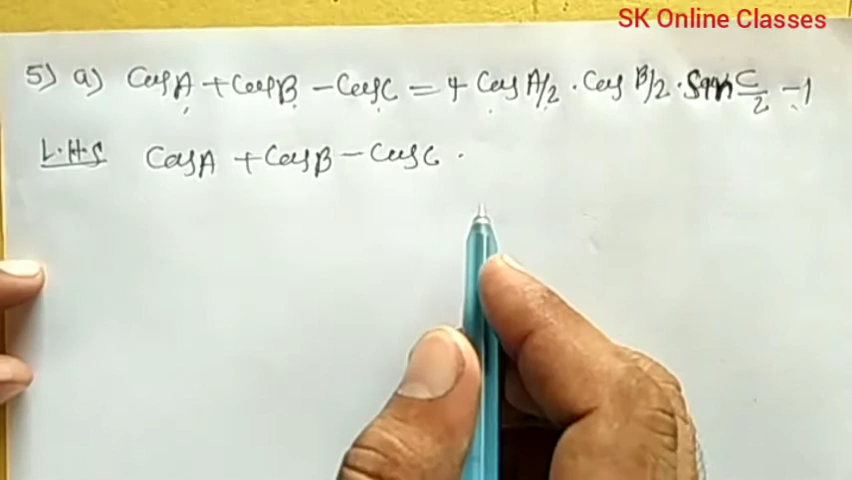 SK Online Classes
5) a) CosA + CosB - CosC = 4 Cos A/2 . Cos B/2 . Sin C/2 - 1
L.H.S CosA + CosB - CosC .